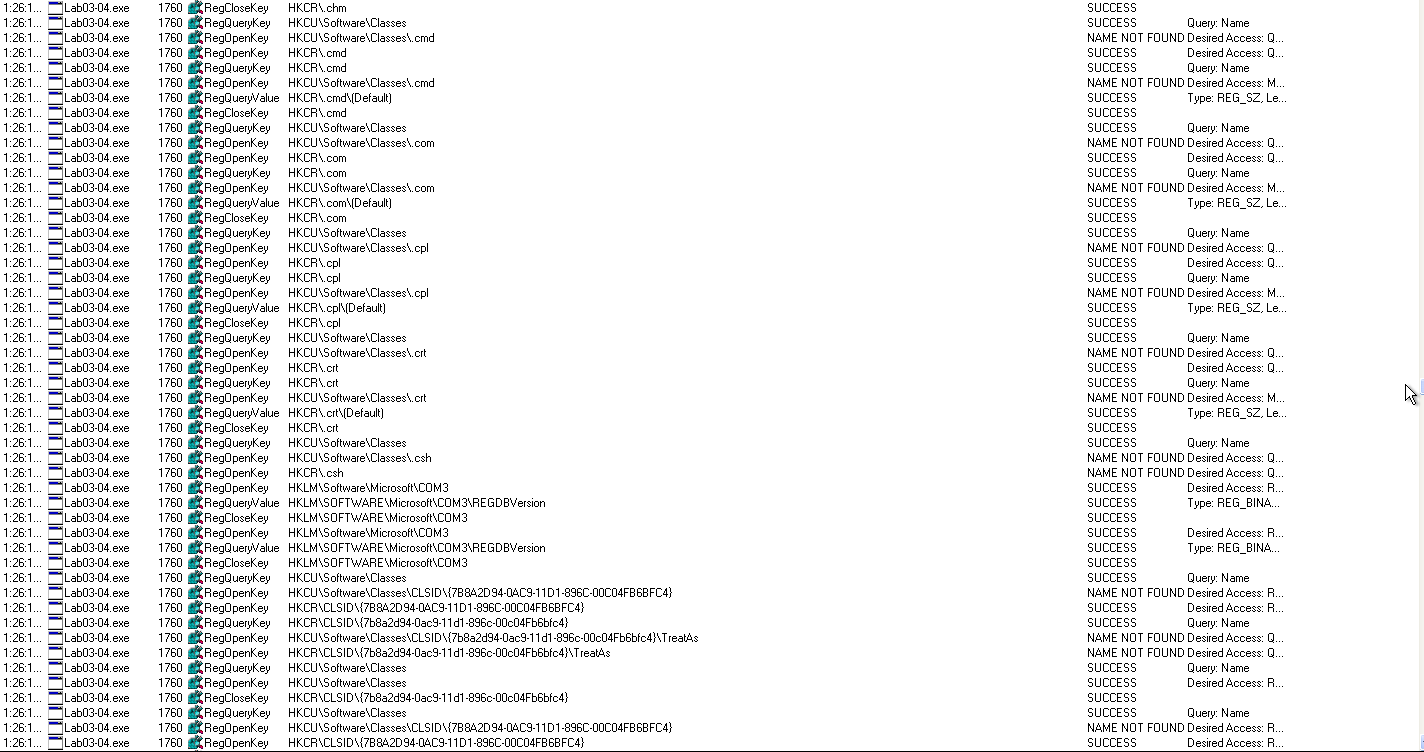 1:26:1... Lab03-04.exe 1760 RegCloseKey HKCR\.chm SUCCESS
1:26:1... Lab03-04.exe 1760 RegQueryKey HKCU\Software\Classes SUCCESS Query: Name
1:26:1... Lab03-04.exe 1760 RegOpenKey HKCU\Software\Classes\.cmd NAME NOT FOUND Desired Access: Q...
1:26:1... Lab03-04.exe 1760 RegOpenKey HKCR\.cmd SUCCESS Desired Access: Q...
1:26:1... Lab03-04.exe 1760 RegQueryKey HKCR\.cmd SUCCESS Query: Name
1:26:1... Lab03-04.exe 1760 RegOpenKey HKCU\Software\Classes\.cmd NAME NOT FOUND Desired Access: M...
1:26:1... Lab03-04.exe 1760 RegQueryValue HKCR\.cmd\(Default) SUCCESS Type: REG_SZ, Le...
1:26:1... Lab03-04.exe 1760 RegCloseKey HKCR\.cmd SUCCESS
1:26:1... Lab03-04.exe 1760 RegQueryKey HKCU\Software\Classes SUCCESS Query: Name
1:26:1... Lab03-04.exe 1760 RegOpenKey HKCU\Software\Classes\.com NAME NOT FOUND Desired Access: Q...
1:26:1... Lab03-04.exe 1760 RegOpenKey HKCR\.com SUCCESS Desired Access: Q...
1:26:1... Lab03-04.exe 1760 RegQueryKey HKCR\.com SUCCESS Query: Name
1:26:1... Lab03-04.exe 1760 RegOpenKey HKCU\Software\Classes\.com NAME NOT FOUND Desired Access: M...
1:26:1... Lab03-04.exe 1760 RegQueryValue HKCR\.com\(Default) SUCCESS Type: REG_SZ, Le...
1:26:1... Lab03-04.exe 1760 RegCloseKey HKCR\.com SUCCESS
1:26:1... Lab03-04.exe 1760 RegQueryKey HKCU\Software\Classes SUCCESS Query: Name
1:26:1... Lab03-04.exe 1760 RegOpenKey HKCU\Software\Classes\.cpl NAME NOT FOUND Desired Access: Q...
1:26:1... Lab03-04.exe 1760 RegOpenKey HKCR\.cpl SUCCESS Desired Access: Q...
1:26:1... Lab03-04.exe 1760 RegQueryKey HKCR\.cpl SUCCESS Query: Name
1:26:1... Lab03-04.exe 1760 RegOpenKey HKCU\Software\Classes\.cpl NAME NOT FOUND Desired Access: M...
1:26:1... Lab03-04.exe 1760 RegQueryValue HKCR\.cpl\(Default) SUCCESS Type: REG_SZ, Le...
1:26:1... Lab03-04.exe 1760 RegCloseKey HKCR\.cpl SUCCESS
1:26:1... Lab03-04.exe 1760 RegQueryKey HKCU\Software\Classes SUCCESS Query: Name
1:26:1... Lab03-04.exe 1760 RegOpenKey HKCU\Software\Classes\.crt NAME NOT FOUND Desired Access: Q...
1:26:1... Lab03-04.exe 1760 RegOpenKey HKCR\.crt SUCCESS Desired Access: Q...
1:26:1... Lab03-04.exe 1760 RegQueryKey HKCR\.crt SUCCESS Query: Name
1:26:1... Lab03-04.exe 1760 RegOpenKey HKCU\Software\Classes\.crt NAME NOT FOUND Desired Access: M...
1:26:1... Lab03-04.exe 1760 RegQueryValue HKCR\.crt\(Default) SUCCESS Type: REG_SZ, Le...
1:26:1... Lab03-04.exe 1760 RegCloseKey HKCR\.crt SUCCESS
1:26:1... Lab03-04.exe 1760 RegQueryKey HKCU\Software\Classes SUCCESS Query: Name
1:26:1... Lab03-04.exe 1760 RegOpenKey HKCU\Software\Classes\.csh NAME NOT FOUND Desired Access: Q...
1:26:1... Lab03-04.exe 1760 RegOpenKey HKCR\.csh NAME NOT FOUND Desired Access: Q...
1:26:1... Lab03-04.exe 1760 RegOpenKey HKLM\Software\Microsoft\COM3 SUCCESS Desired Access: R...
1:26:1... Lab03-04.exe 1760 RegQueryValue HKLM\SOFTWARE\Microsoft\COM3\REGDBVersion SUCCESS Type: REG_BINA...
1:26:1... Lab03-04.exe 1760 RegCloseKey HKLM\SOFTWARE\Microsoft\COM3 SUCCESS
1:26:1... Lab03-04.exe 1760 RegOpenKey HKLM\Software\Microsoft\COM3 SUCCESS Desired Access: R...
1:26:1... Lab03-04.exe 1760 RegQueryValue HKLM\SOFTWARE\Microsoft\COM3\REGDBVersion SUCCESS Type: REG_BINA...
1:26:1... Lab03-04.exe 1760 RegCloseKey HKLM\SOFTWARE\Microsoft\COM3 SUCCESS
1:26:1... Lab03-04.exe 1760 RegQueryKey HKCU\Software\Classes SUCCESS Query: Name
1:26:1... Lab03-04.exe 1760 RegOpenKey HKCU\Software\Classes\CLSID\{7B8A2D94-0AC9-11D1-896C-00C04FB6BFC4} NAME NOT FOUND Desired Access: R...
1:26:1... Lab03-04.exe 1760 RegOpenKey HKCR\CLSID\{7B8A2D94-0AC9-11D1-896C-00C04FB6BFC4} SUCCESS Desired Access: R...
1:26:1... Lab03-04.exe 1760 RegQueryKey HKCR\CLSID\{7b8a2d94-0ac9-11d1-896c-00c04Fb6bfc4} SUCCESS Query: Name
1:26:1... Lab03-04.exe 1760 RegOpenKey HKCU\Software\Classes\CLSID\{7b8a2d94-0ac9-11d1-896c-00c04Fb6bfc4}\TreatAs NAME NOT FOUND Desired Access: Q...
1:26:1... Lab03-04.exe 1760 RegOpenKey HKCR\CLSID\{7b8a2d94-0ac9-11d1-896c-00c04Fb6bfc4}\TreatAs NAME NOT FOUND Desired Access: Q...
1:26:1... Lab03-04.exe 1760 RegQueryKey HKCU\Software\Classes SUCCESS Query: Name
1:26:1... Lab03-04.exe 1760 RegOpenKey HKCU\Software\Classes SUCCESS Desired Access: R...
1:26:1... Lab03-04.exe 1760 RegCloseKey HKCR\CLSID\{7b8a2d94-0ac9-11d1-896c-00c04Fb6bfc4} SUCCESS
1:26:1... Lab03-04.exe 1760 RegQueryKey HKCU\Software\Classes SUCCESS Query: Name
1:26:1... Lab03-04.exe 1760 RegOpenKey HKCU\Software\Classes\CLSID\{7B8A2D94-0AC9-11D1-896C-00C04FB6BFC4} NAME NOT FOUND Desired Access: R...
1:26:1... Lab03-04.exe 1760 RegOpenKey HKCR\CLSID\{7B8A2D94-0AC9-11D1-896C-00C04FB6BFC4} SUCCESS Desired Access: R...